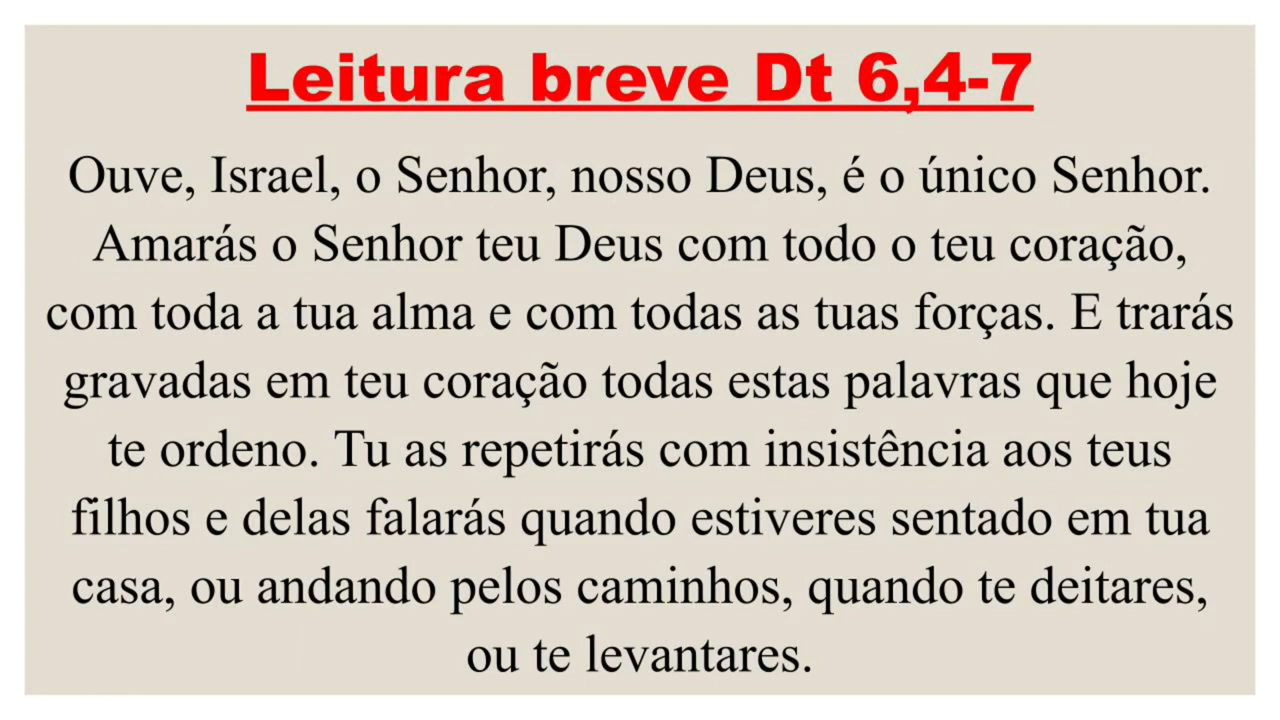 Leitura breve Dt 6,4-7
Ouve, Israel, o Senhor, nosso Deus, é o único Senhor.
Amarás o Senhor teu Deus com todo o teu coração,
com toda a tua alma e com todas as tuas forças. E trarás
gravadas em teu coração todas estas palavras que hoje
te ordeno. Tu as repetirás com insistência aos teus
filhos e delas falarás quando estiveres sentado em tua
casa, ou andando pelos caminhos, quando te deitares,
ou te levantares.